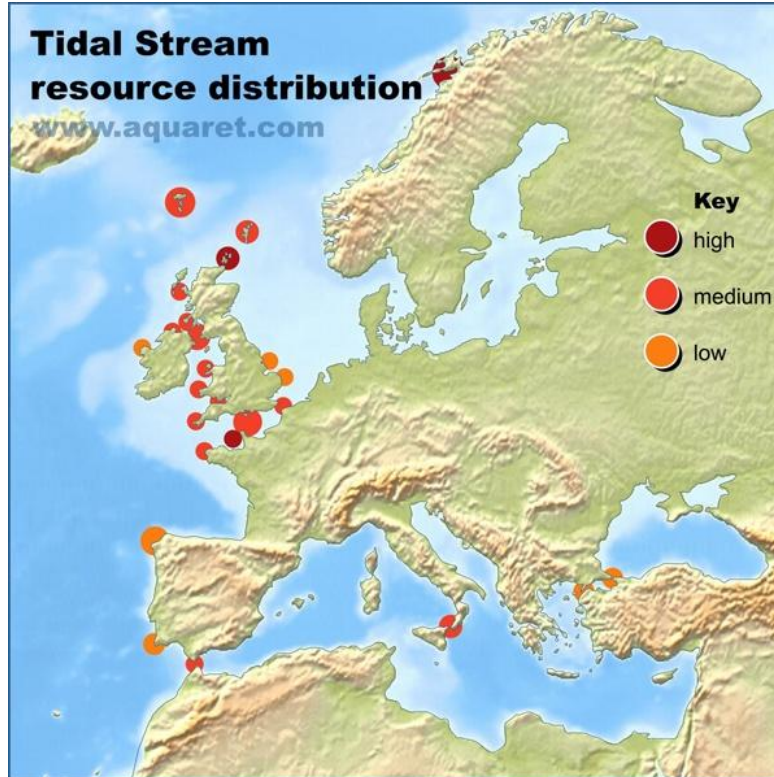 Tidal Stream
resource distribution
www.aquaret.com
Key
high
medium
low